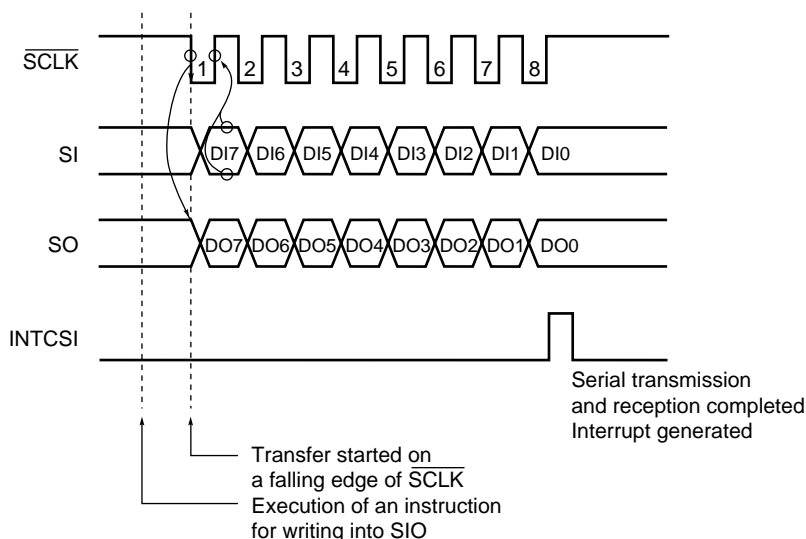 SCLK
1 2 3 4 5 6 7 8
SI
DI7 DI6 DI5 DI4 DI3 DI2 DI1 DI0
SO
DO7 DO6 DO5 DO4 DO3 DO2 DO1 DO0
INTCSI
Serial transmission
and reception completed
Interrupt generated
Transfer started on
a falling edge of SCLK
Execution of an instruction
for writing into SIO